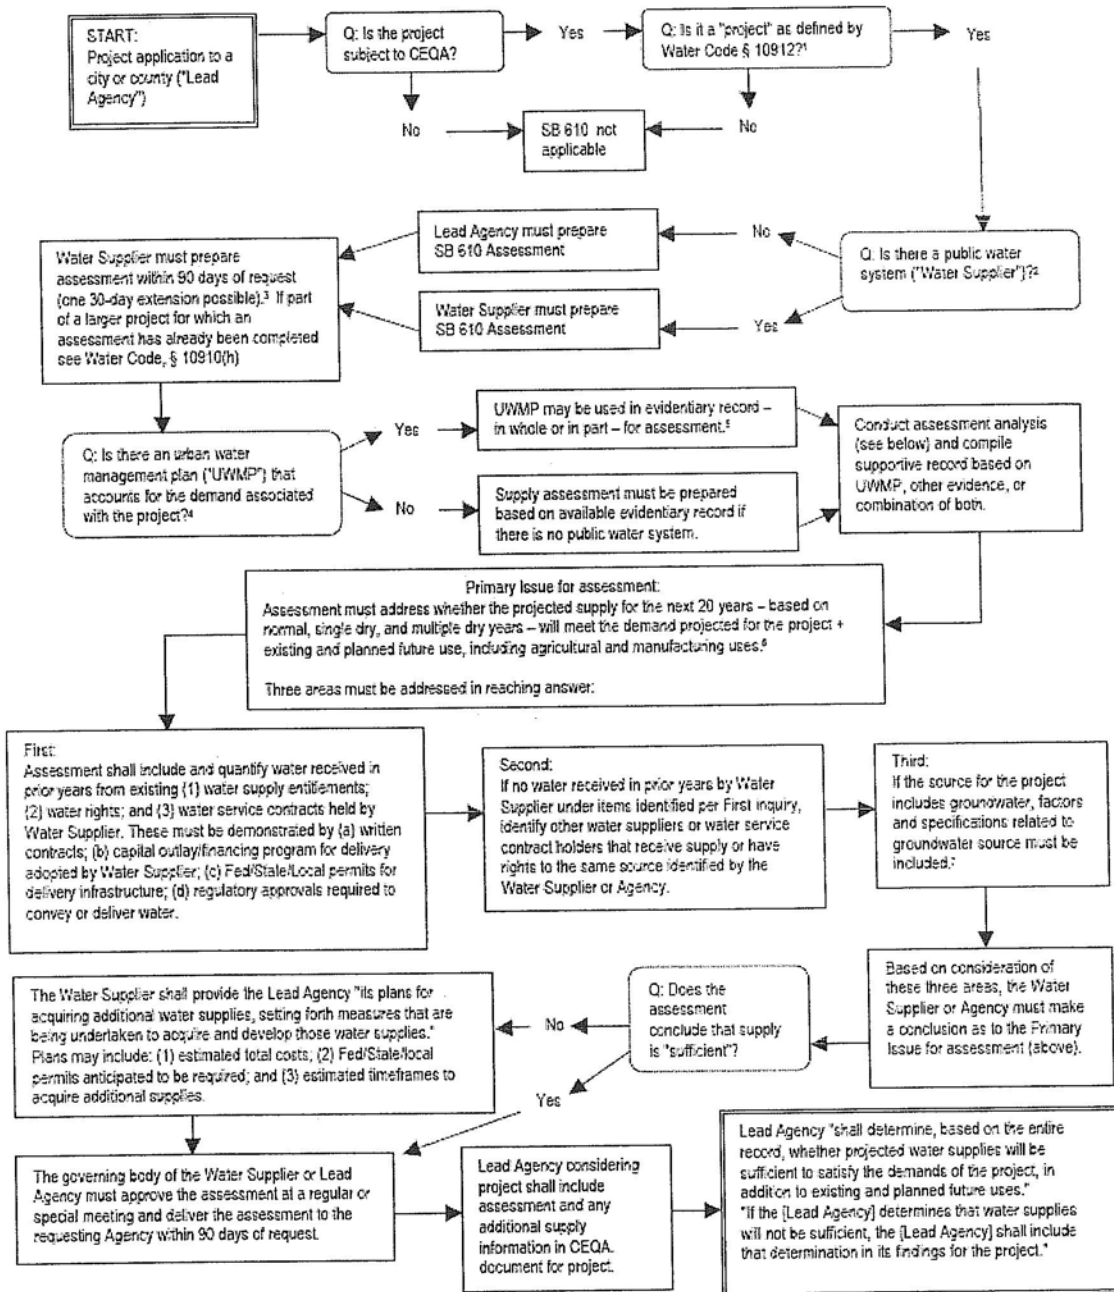 START:
Project application to a
city or county ("Lead
Agency")
Q: Is the project
subject to CEQA?
Yes
Q: Is it a "project" as defined by
Water Code § 10912?¹
Yes
No
SB 610 not
applicable
No
Lead Agency must prepare
SB 610 Assessment
No
Q: Is there a public water
system ("Water Supplier")?²
Water Supplier must prepare
assessment within 90 days of request
(one 30-day extension possible).³ If part
of a larger project for which an
assessment has already been completed
see Water Code, § 10910(h)
Water Supplier must prepare
SB 610 Assessment
Yes
Q: Is there an urban water
management plan ("UWMP") that
accounts for the demand associated
with the project?⁴
Yes
UWMP may be used in evidentiary record –
in whole or in part – for assessment.⁵
No
Supply assessment must be prepared
based on available evidentiary record if
there is no public water system.
Conduct assessment analysis
(see below) and compile
supportive record based on
UWMP, other evidence, or
combination of both.
Primary Issue for assessment:
Assessment must address whether the projected supply for the next 20 years – based on
normal, single dry, and multiple dry years – will meet the demand projected for the project +
existing and planned future use, including agricultural and manufacturing uses.⁶
Three areas must be addressed in reaching answer:
First:
Assessment shall include and quantify water received in
prior years from existing (1) water supply entitlements;
(2) water rights; and (3) water service contracts held by
Water Supplier. These must be demonstrated by (a) written
contracts; (b) capital outlay/financing program for delivery
adopted by Water Supplier; (c) Fed/State/Local permits for
delivery infrastructure; (d) regulatory approvals required to
convey or deliver water.
Second:
If no water received in prior years by Water
Supplier under items identified per First inquiry,
identify other water suppliers or water service
contract holders that receive supply or have
rights to the same source identified by the
Water Supplier or Agency.
Third:
If the source for the project
includes groundwater, factors
and specifications related to
groundwater source must be
included.⁷
Based on consideration of
these three areas, the Water
Supplier or Agency must make
a conclusion as to the Primary
Issue for assessment (above).
Q: Does the
assessment
conclude that supply
is "sufficient"?
No
Yes
The Water Supplier shall provide the Lead Agency "its plans for
acquiring additional water supplies, setting forth measures that are
being undertaken to acquire and develop those water supplies."
Plans may include: (1) estimated total costs; (2) Fed/State/local
permits anticipated to be required; and (3) estimated timeframes to
acquire additional supplies.
The governing body of the Water Supplier or Lead
Agency must approve the assessment at a regular or
special meeting and deliver the assessment to the
requesting Agency within 90 days of request.
Lead Agency considering
project shall include
assessment and any
additional supply
information in CEQA
document for project.
Lead Agency "shall determine, based on the entire
record, whether projected water supplies will be
sufficient to satisfy the demands of the project, in
addition to existing and planned future uses."
"If the [Lead Agency] determines that water supplies
will not be sufficient, the [Lead Agency] shall include
that determination in its findings for the project."